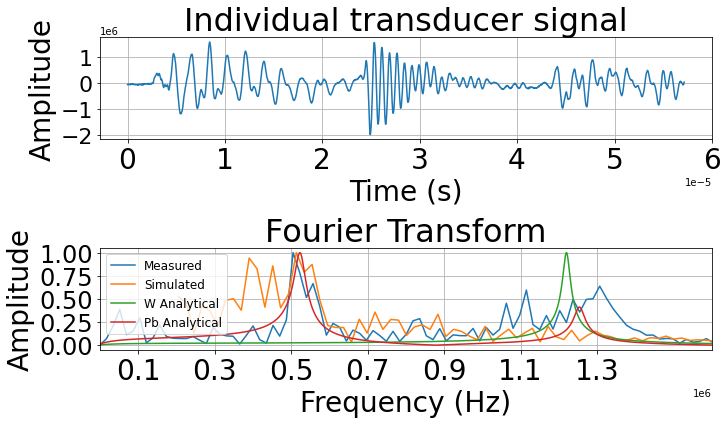 Individual transducer signal
1e6
Amplitude
1
0
−1
−2
0 1 2 3 4 5 6
1e−5
Time (s)
Fourier Transform
Amplitude
1.00
0.75
0.50
0.25
0.00
Measured
Simulated
W Analytical
Pb Analytical
0.1 0.3 0.5 0.7 0.9 1.1 1.3
1e6
Frequency (Hz)